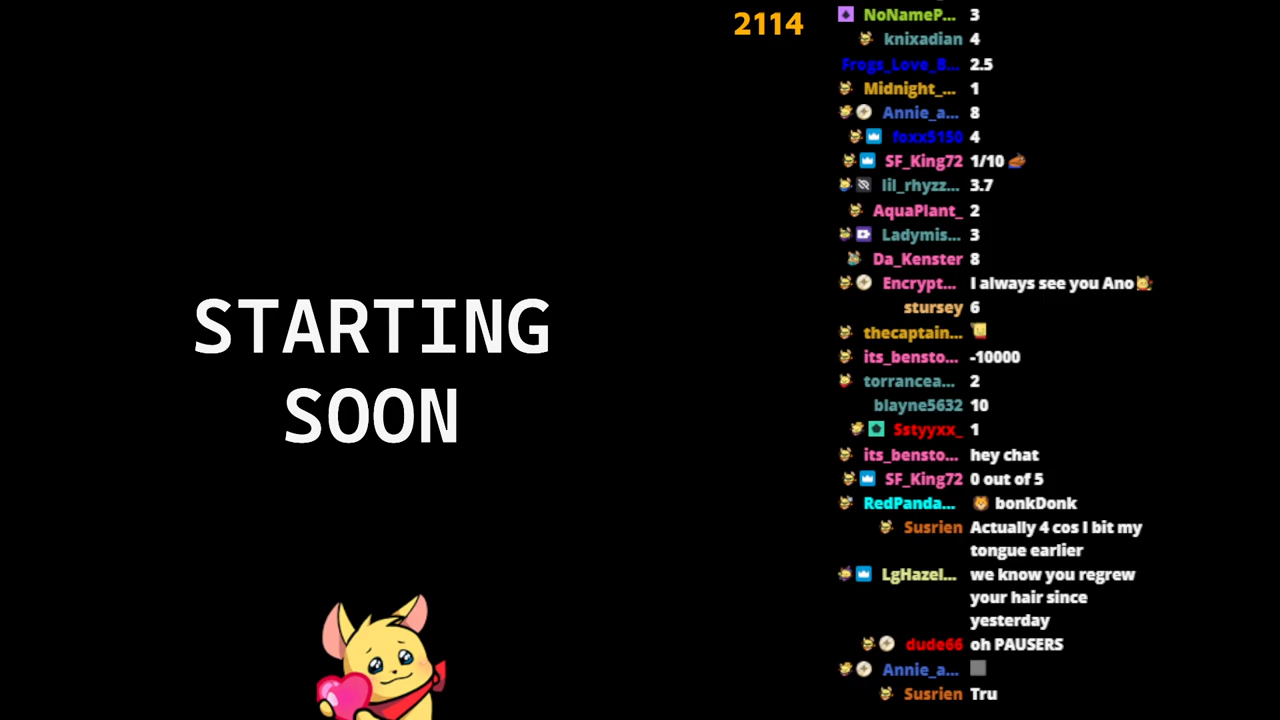 2114
STARTING
SOON
NoNameP... 3
knixadian 4
Frogs_Love_B... 2.5
Midnight_... 1
Annie_a... 8
foxx5150 4
SF_King72 1/10
lil_rhyzz... 3.7
AquaPlant_ 2
Ladymis... 3
Da_Kenster 8
Encrypt... I always see you Ano
stursey 6
thecaptain...
its_bensto... -10000
torrancea... 2
blayne5632 10
Sstyyxx_ 1
its_bensto... hey chat
SF_King72 0 out of 5
RedPanda... bonkDonk
Susrien Actually 4 cos I bit my
tongue earlier
LgHazel... we know you regrew
your hair since
yesterday
dude66 oh PAUSERS
Annie_a...
Susrien Tru